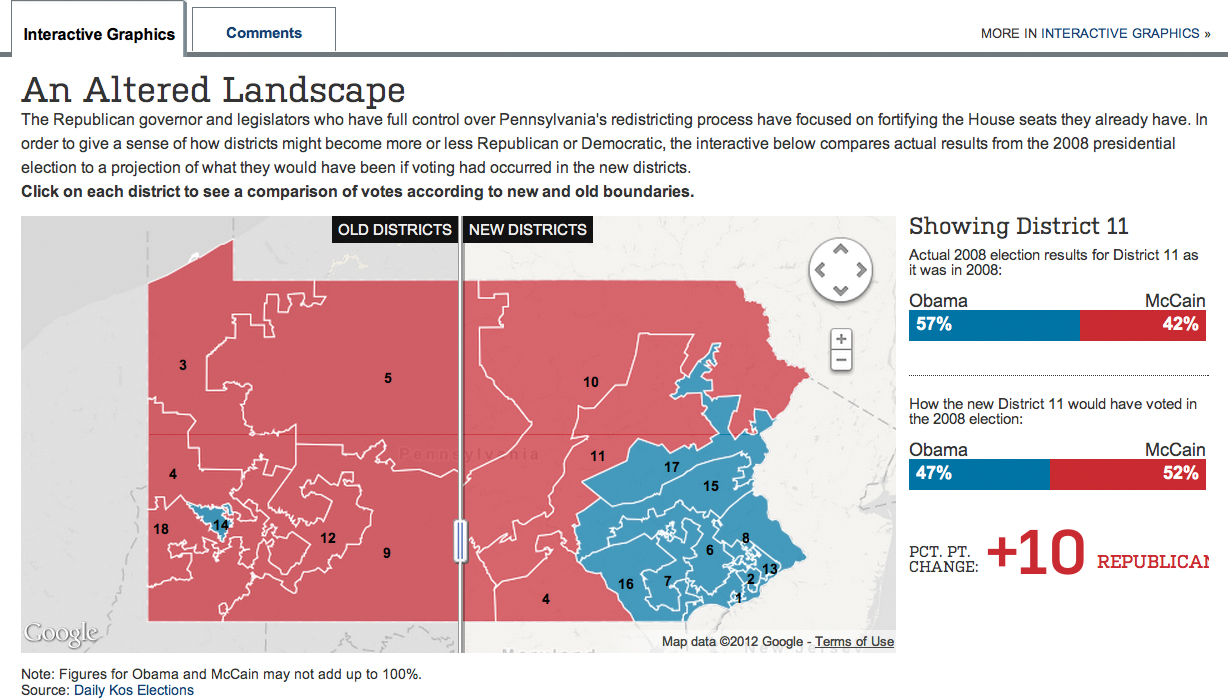 Interactive Graphics
Comments
MORE IN INTERACTIVE GRAPHICS »
An Altered Landscape
The Republican governor and legislators who have full control over Pennsylvania's redistricting process have focused on fortifying the House seats they already have. In
order to give a sense of how districts might become more or less Republican or Democratic, the interactive below compares actual results from the 2008 presidential
election to a projection of what they would have been if voting had occurred in the new districts.
Click on each district to see a comparison of votes according to new and old boundaries.
OLD DISTRICTS
NEW DISTRICTS
3
5
10
4
Pennsylvania
11
17
15
18
14
12
9
8
6
13
16
7
2
1
4
+
−
Google
Map data ©2012 Google - Terms of Use
Maryland
New Jersey
Showing District 11
Actual 2008 election results for District 11 as
it was in 2008:
Obama
McCain
57%
42%
How the new District 11 would have voted in
the 2008 election:
Obama
McCain
47%
52%
PCT. PT.
CHANGE:
+10
REPUBLICAN
Note: Figures for Obama and McCain may not add up to 100%.
Source: Daily Kos Elections